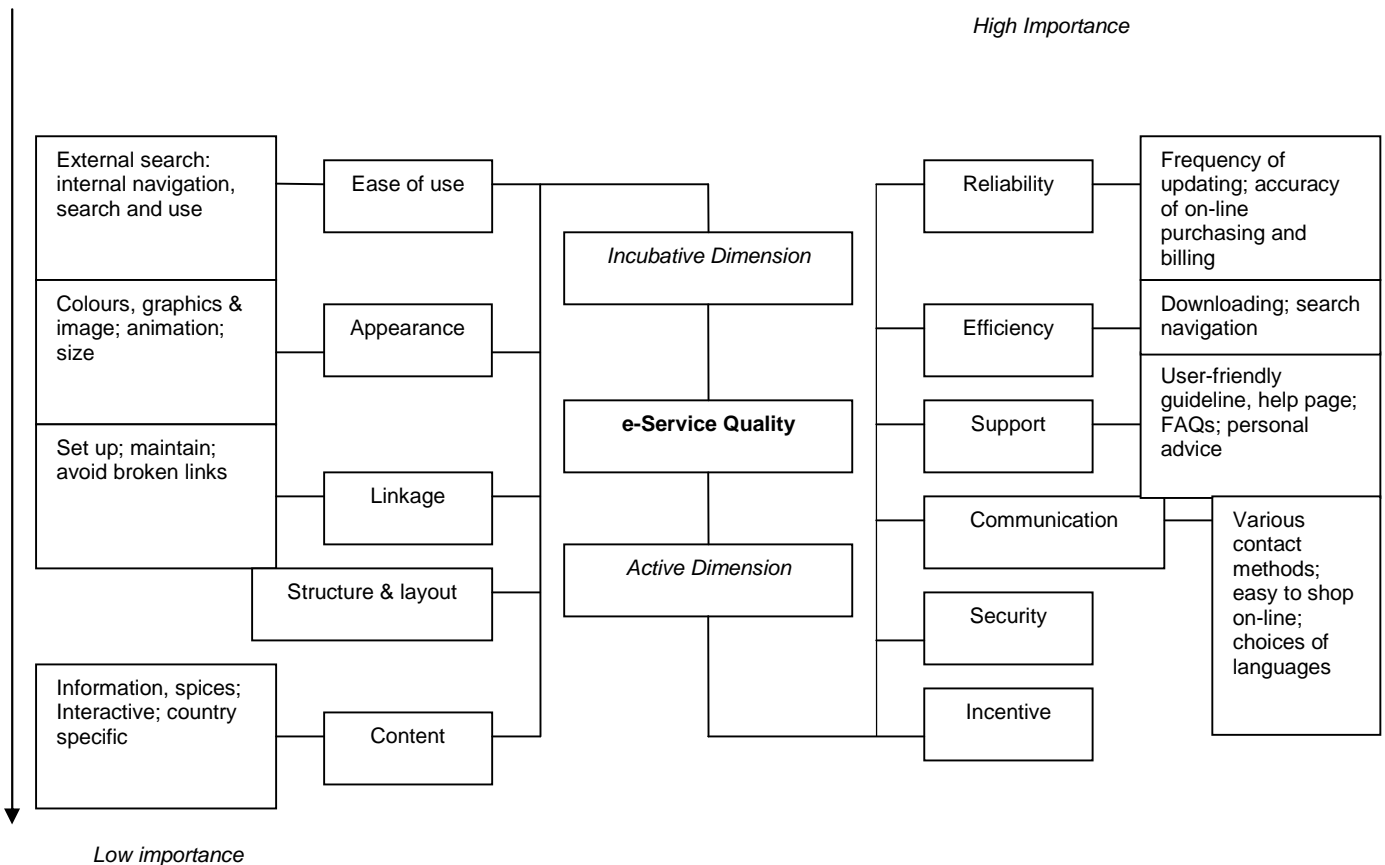 High Importance
External search:
internal navigation,
search and use
Ease of use
Incubative Dimension
Reliability
Frequency of
updating; accuracy
of on-line
purchasing and
billing
Colours, graphics &
image; animation;
size
Appearance
Efficiency
Downloading; search
navigation
e-Service Quality
Support
User-friendly
guideline, help page;
FAQs; personal
advice
Set up; maintain;
avoid broken links
Linkage
Communication
Various
contact
methods;
easy to shop
on-line;
choices of
languages
Active Dimension
Structure & layout
Security
Information, spices;
Interactive; country
specific
Content
Incentive
Low importance